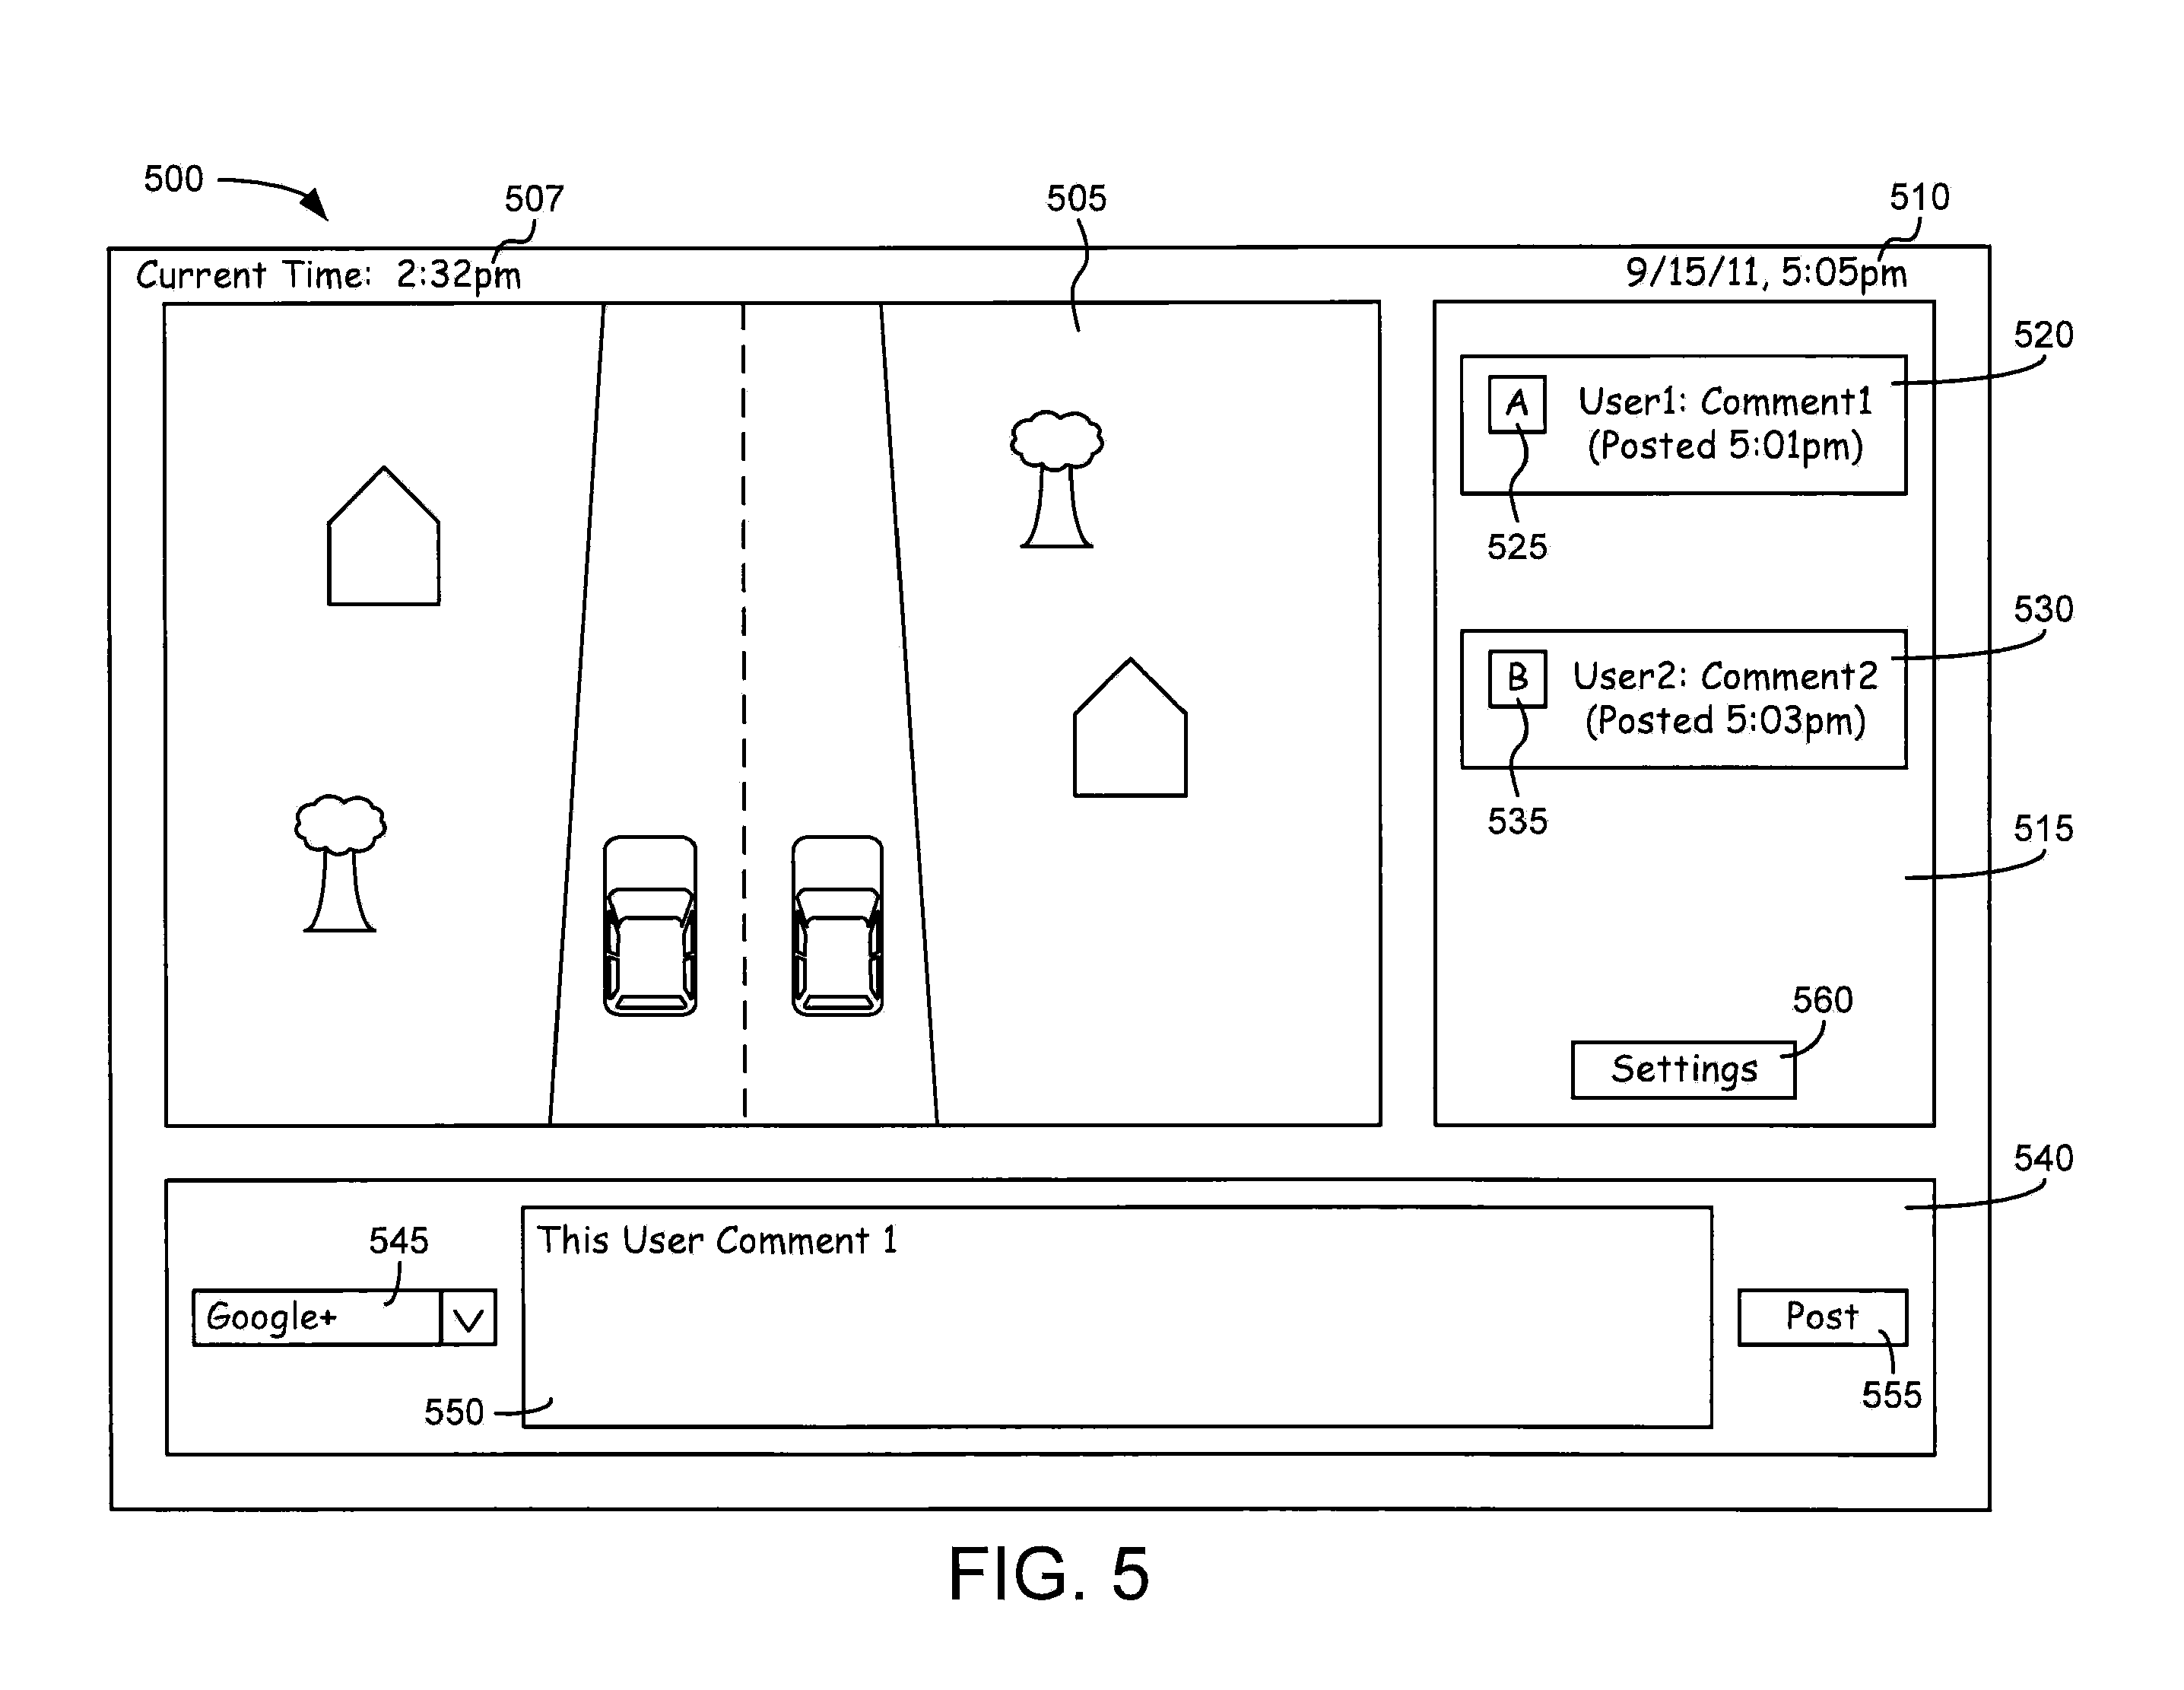 500
507
505
510
Current Time: 2:32pm
9/15/11, 5:05pm
520
A
User1: Comment1
(Posted 5:01pm)
525
530
B
User2: Comment2
(Posted 5:03pm)
535
515
560
Settings
540
545
This User Comment 1
Google+
Post
550
555
FIG. 5